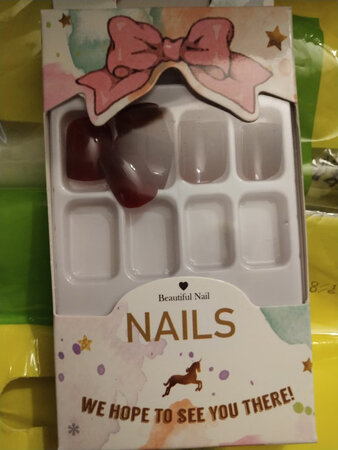 Beautiful Nail
NAILS
WE HOPE TO SEE YOU THERE!